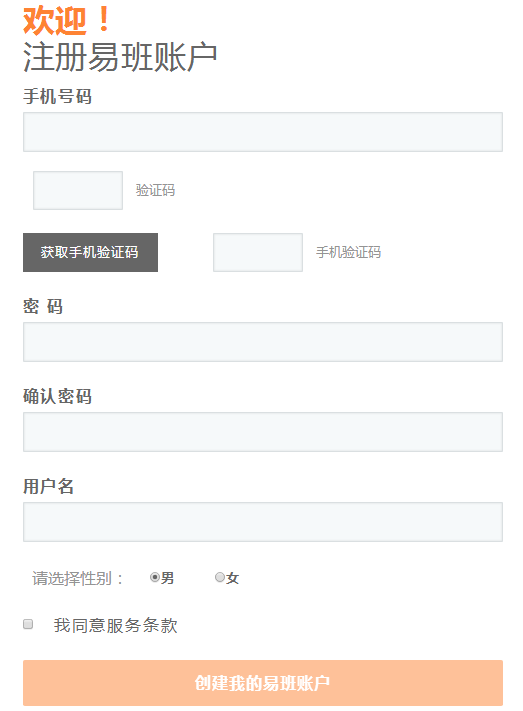 欢迎！
注册易班账户
手机号码
验证码
获取手机验证码 手机验证码
密 码
确认密码
用户名
请选择性别： 男 女
我同意服务条款
创建我的易班账户